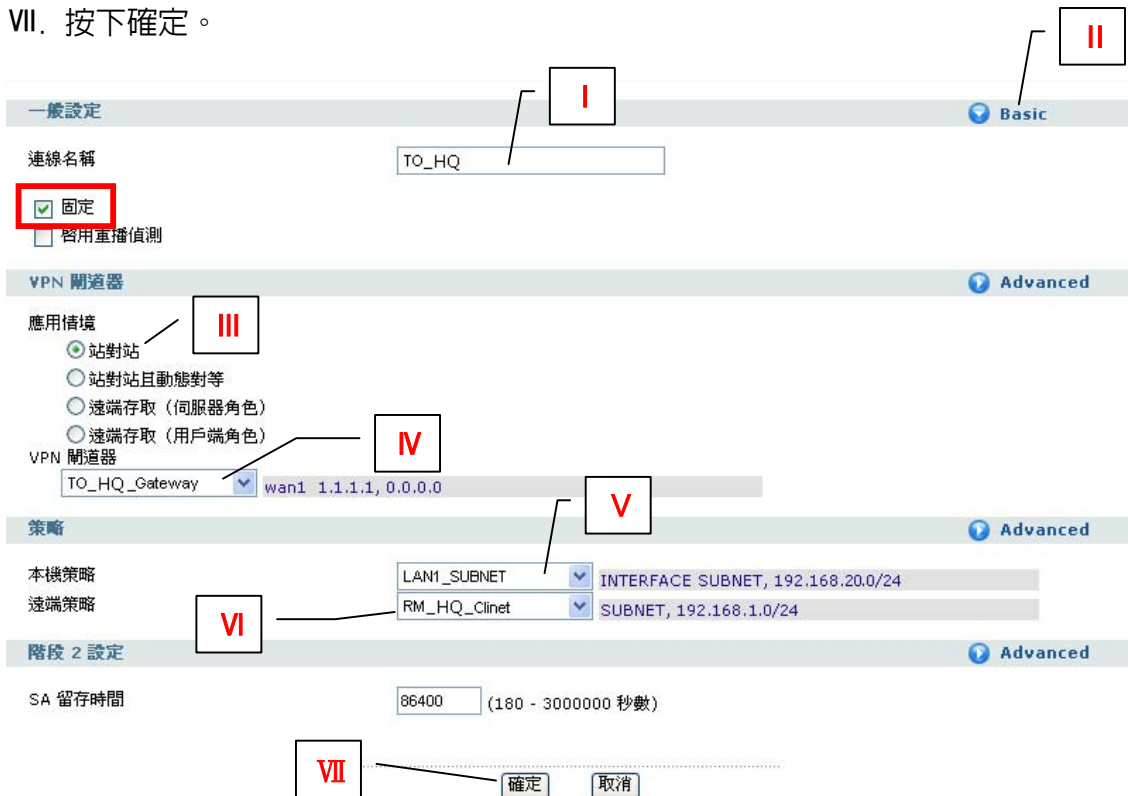 Ⅶ. 按下確定。
Ⅱ
Ⅰ
一般設定 Basic
連線名稱 TO_HQ
固定
啓用重播偵測
VPN 閘道器 Advanced
應用情境
Ⅲ
站對站
站對站且動態對等
遠端存取（伺服器角色）
遠端存取（用戶端角色）
Ⅳ
VPN 閘道器
TO_HQ_Gateway wan1 1.1.1.1, 0.0.0.0
Ⅴ
策略 Advanced
本機策略 LAN1_SUBNET INTERFACE SUBNET, 192.168.20.0/24
遠端策略 RM_HQ_Clinet SUBNET, 192.168.1.0/24
Ⅵ
階段 2 設定 Advanced
SA 留存時間 86400 (180 - 3000000 秒數)
Ⅶ
確定 取消